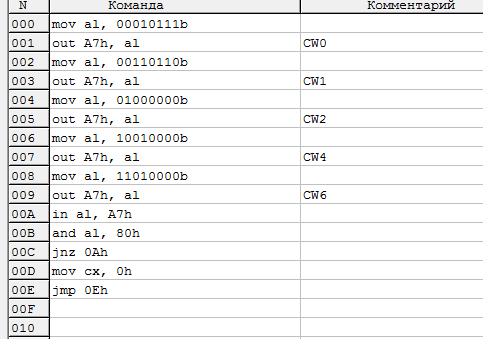 N Команда Комментарий
000 mov al, 00010111b
001 out A7h, al CW0
002 mov al, 00110110b
003 out A7h, al CW1
004 mov al, 01000000b
005 out A7h, al CW2
006 mov al, 10010000b
007 out A7h, al CW4
008 mov al, 11010000b
009 out A7h, al CW6
00A in al, A7h
00B and al, 80h
00C jnz 0Ah
00D mov cx, 0h
00E jmp 0Eh
00F
010